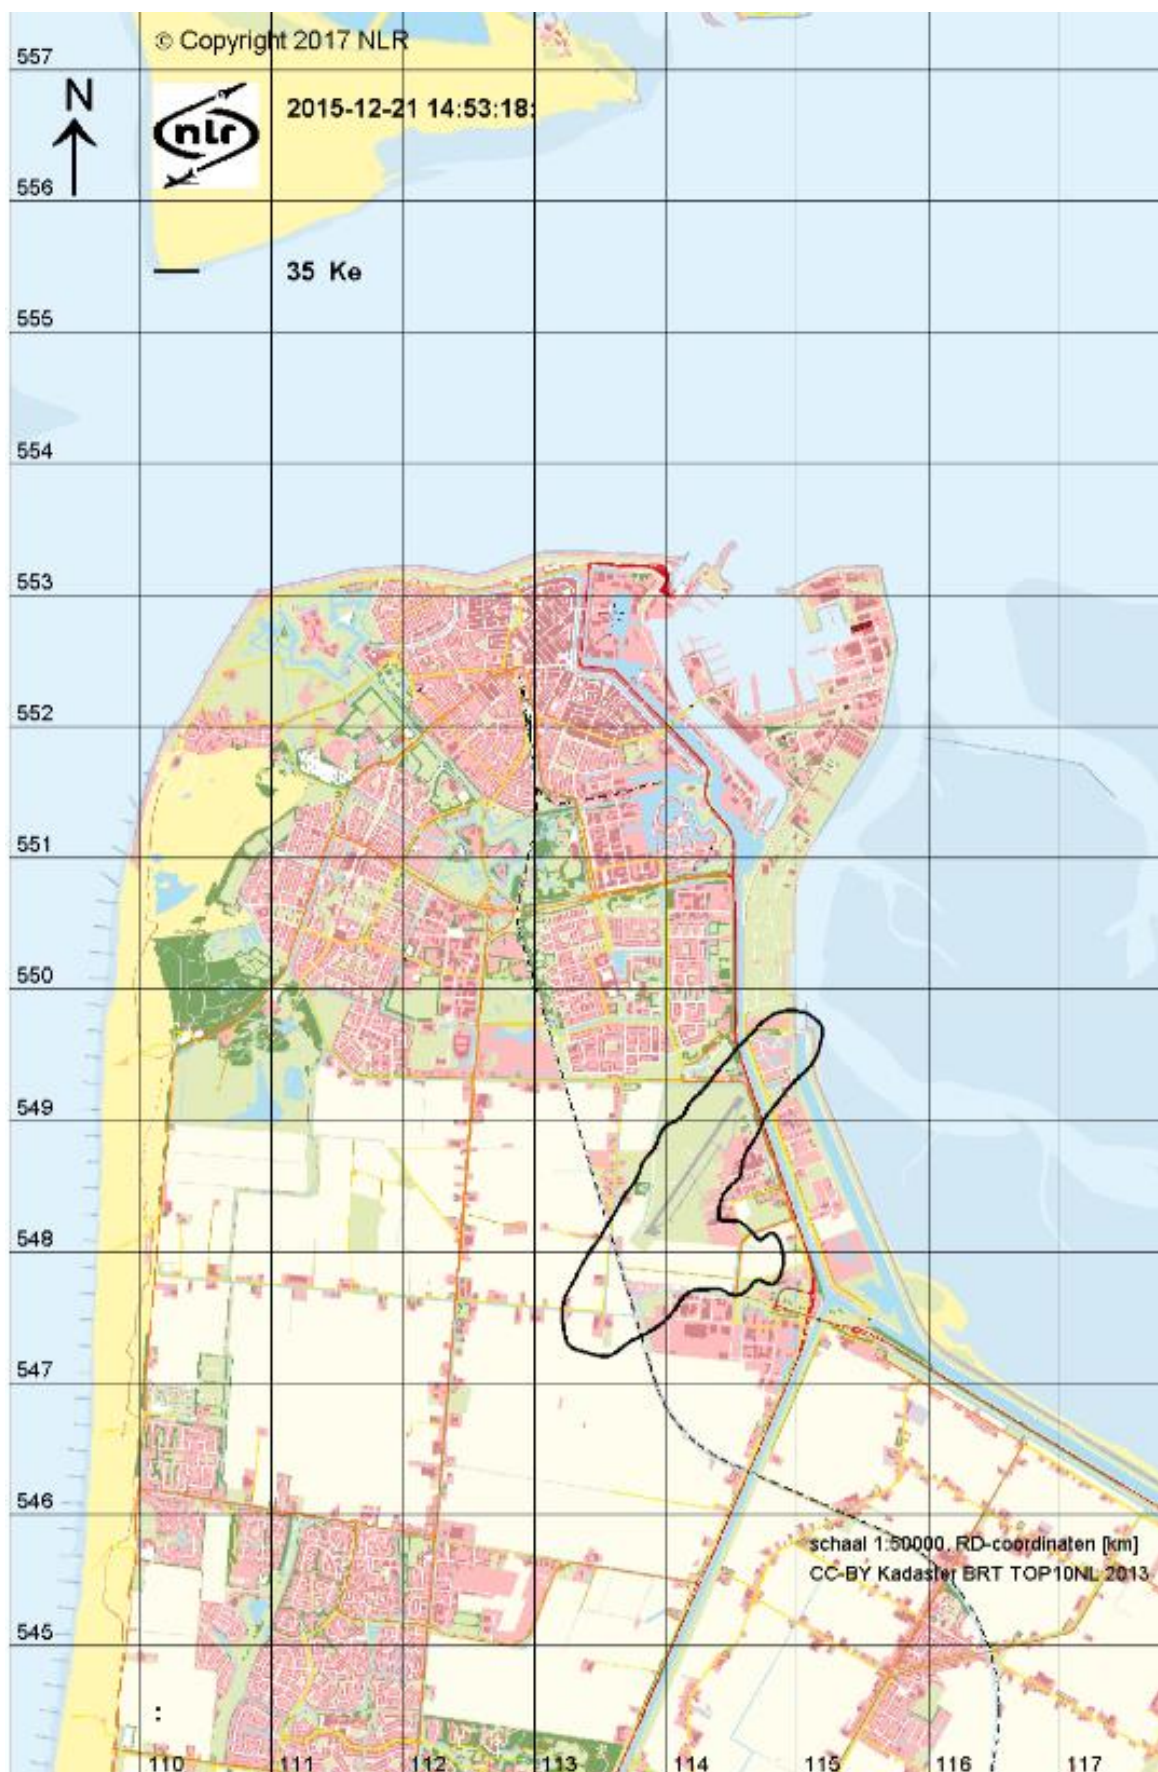 © Copyright 2017 NLR
557
N
2015-12-21 14:53:18:
nlr
556
35 Ke
555
554
553
552
551
550
549
548
547
546
schaal 1:50000, RD-coordinaten [km]
CC-BY Kadaster BRT TOP10NL 2013
545
:
110 111 112 113 114 115 116 117